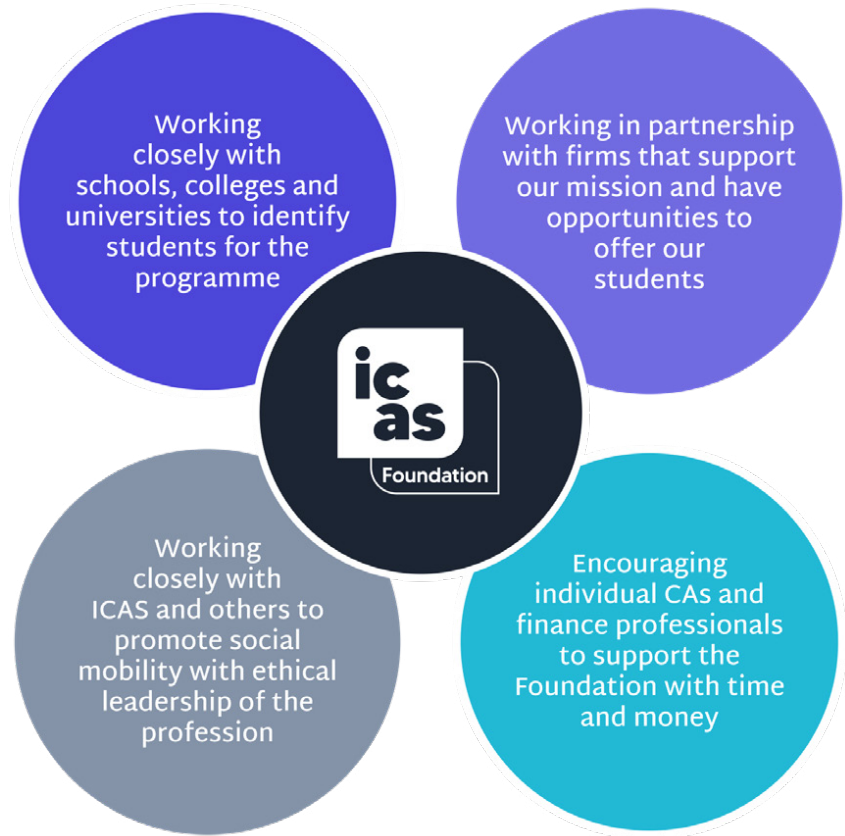 Working
closely with
schools, colleges and
universities to identify
students for the
programme
Working in partnership
with firms that support
our mission and have
opportunities to
offer our
students
ic
as
Foundation
Working
closely with
ICAS and others to
promote social
mobility with ethical
leadership of the
profession
Encouraging
individual CAs and
finance professionals
to support the
Foundation with time
and money